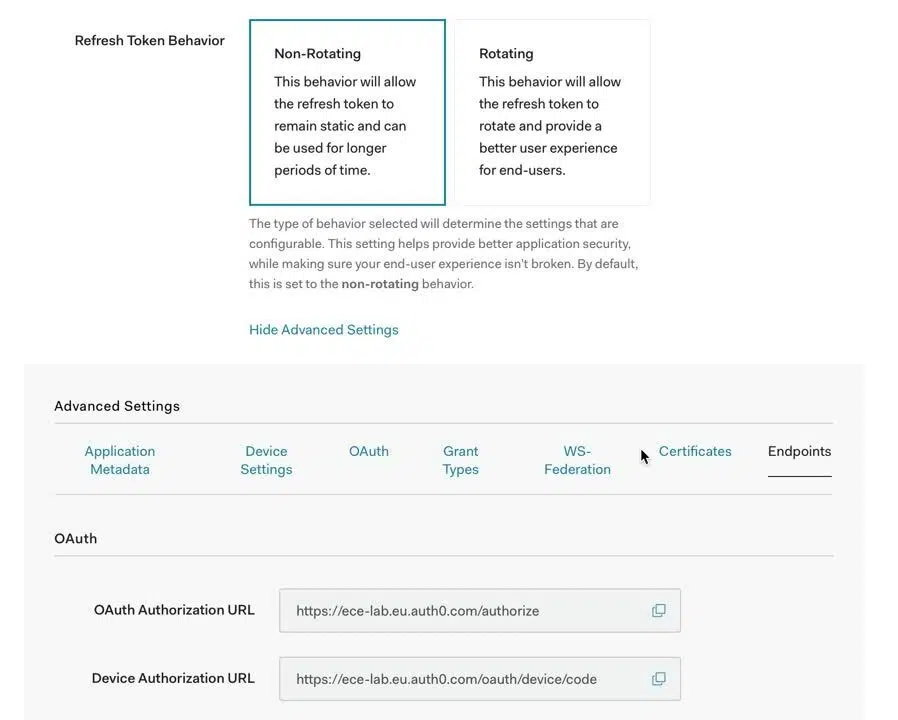 Refresh Token Behavior
Non-Rotating
This behavior will allow
the refresh token to
remain static and can
be used for longer
periods of time.
Rotating
This behavior will allow
the refresh token to
rotate and provide a
better user experience
for end-users.
The type of behavior selected will determine the settings that are
configurable. This setting helps provide better application security,
while making sure your end-user experience isn't broken. By default,
this is set to the non-rotating behavior.
Hide Advanced Settings
Advanced Settings
Application
Metadata
Device
Settings
OAuth
Grant
Types
WS-
Federation
Certificates
Endpoints
OAuth
OAuth Authorization URL
https://ece-lab.eu.auth0.com/authorize
Device Authorization URL
https://ece-lab.eu.auth0.com/oauth/device/code